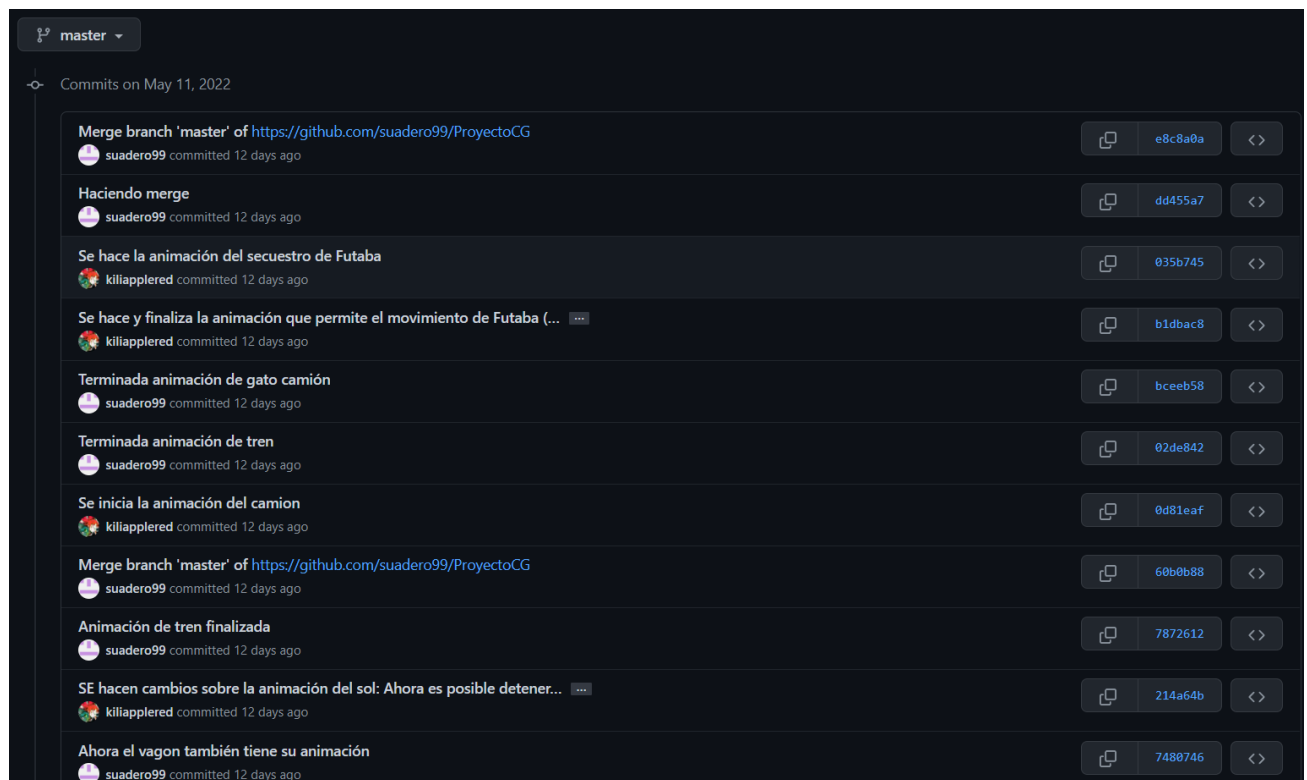 master
Commits on May 11, 2022
Merge branch 'master' of https://github.com/suadero99/ProyectoCG
suadero99 committed 12 days ago
e8c8a0a
Haciendo merge
suadero99 committed 12 days ago
dd455a7
Se hace la animación del secuestro de Futaba
kiliapplered committed 12 days ago
035b745
Se hace y finaliza la animación que permite el movimiento de Futaba (... ...
kiliapplered committed 12 days ago
b1dbac8
Terminada animación de gato camión
suadero99 committed 12 days ago
bceeb58
Terminada animación de tren
suadero99 committed 12 days ago
02de842
Se inicia la animación del camion
kiliapplered committed 12 days ago
0d81eaf
Merge branch 'master' of https://github.com/suadero99/ProyectoCG
suadero99 committed 12 days ago
60b0b88
Animación de tren finalizada
suadero99 committed 12 days ago
7872612
SE hacen cambios sobre la animación del sol: Ahora es posible detener... ...
kiliapplered committed 12 days ago
214a64b
Ahora el vagon también tiene su animación
suadero99 committed 12 days ago
7480746